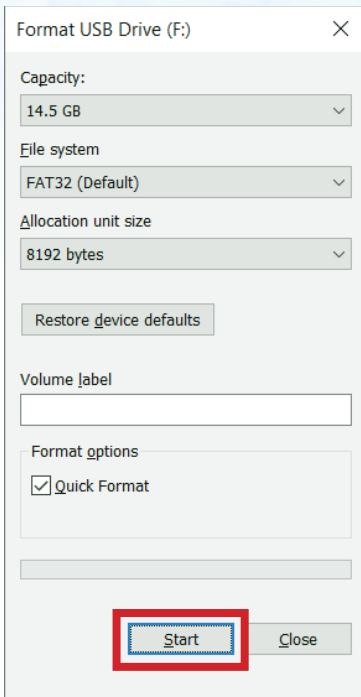 Format USB Drive (F:)
Capacity:
14.5 GB
File system
FAT32 (Default)
Allocation unit size
8192 bytes
Restore device defaults
Volume label
Format options
Quick Format
Start Close